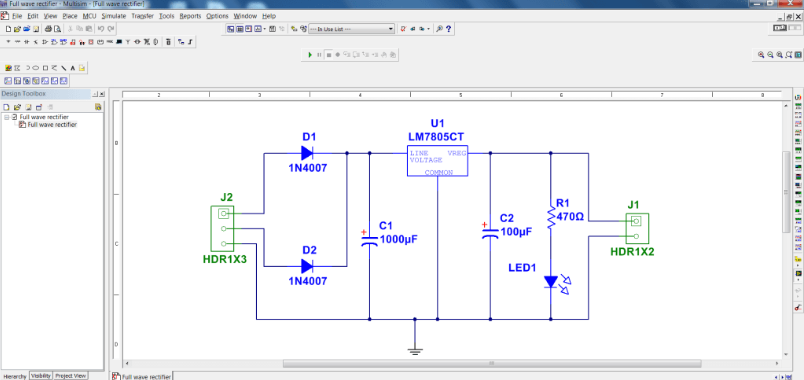 Full wave rectifier - Multisim - [Full wave rectifier]
File Edit View Place MCU Simulate Transfer Tools Reports Options Window Help
--- In Use List ---
Design Toolbox
Full wave rectifier
Full wave rectifier
2 3 4 5 6 7 8
B
C
D
U1
LM7805CT
LINE VREG
VOLTAGE
COMMON
D1
1N4007
J2
HDR1X3
D2
1N4007
C1
1000µF
C2
100µF
R1
470Ω
LED1
J1
HDR1X2
Hierarchy Visibility Project View
Full wave rectifier